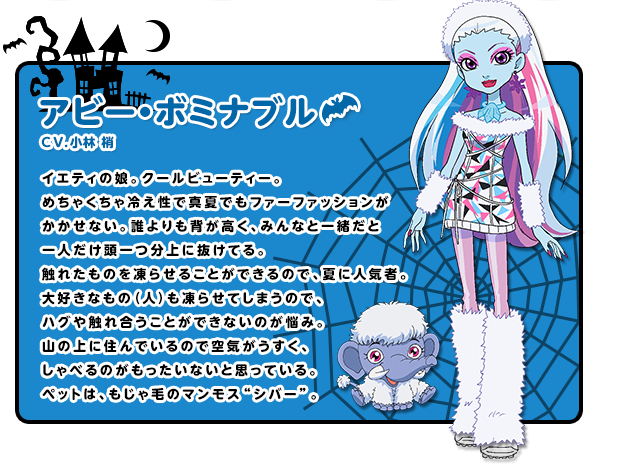 アビー・ボミナブル
CV.小林 梢
イエティの娘。クールビューティー。
めちゃくちゃ冷え性で真夏でもファーファッションが
かかせない。誰よりも背が高く、みんなと一緒だと
一人だけ頭一つ分上に抜けてる。
触れたものを凍らせることができるので、夏に人気者。
大好きなもの（人）も凍らせてしまうので、
ハグや触れ合うことができないのが悩み。
山の上に住んでいるので空気がうすく、
しゃべるのがもったいないと思っている。
ペットは、もじゃ毛のマンモス“シバー”。